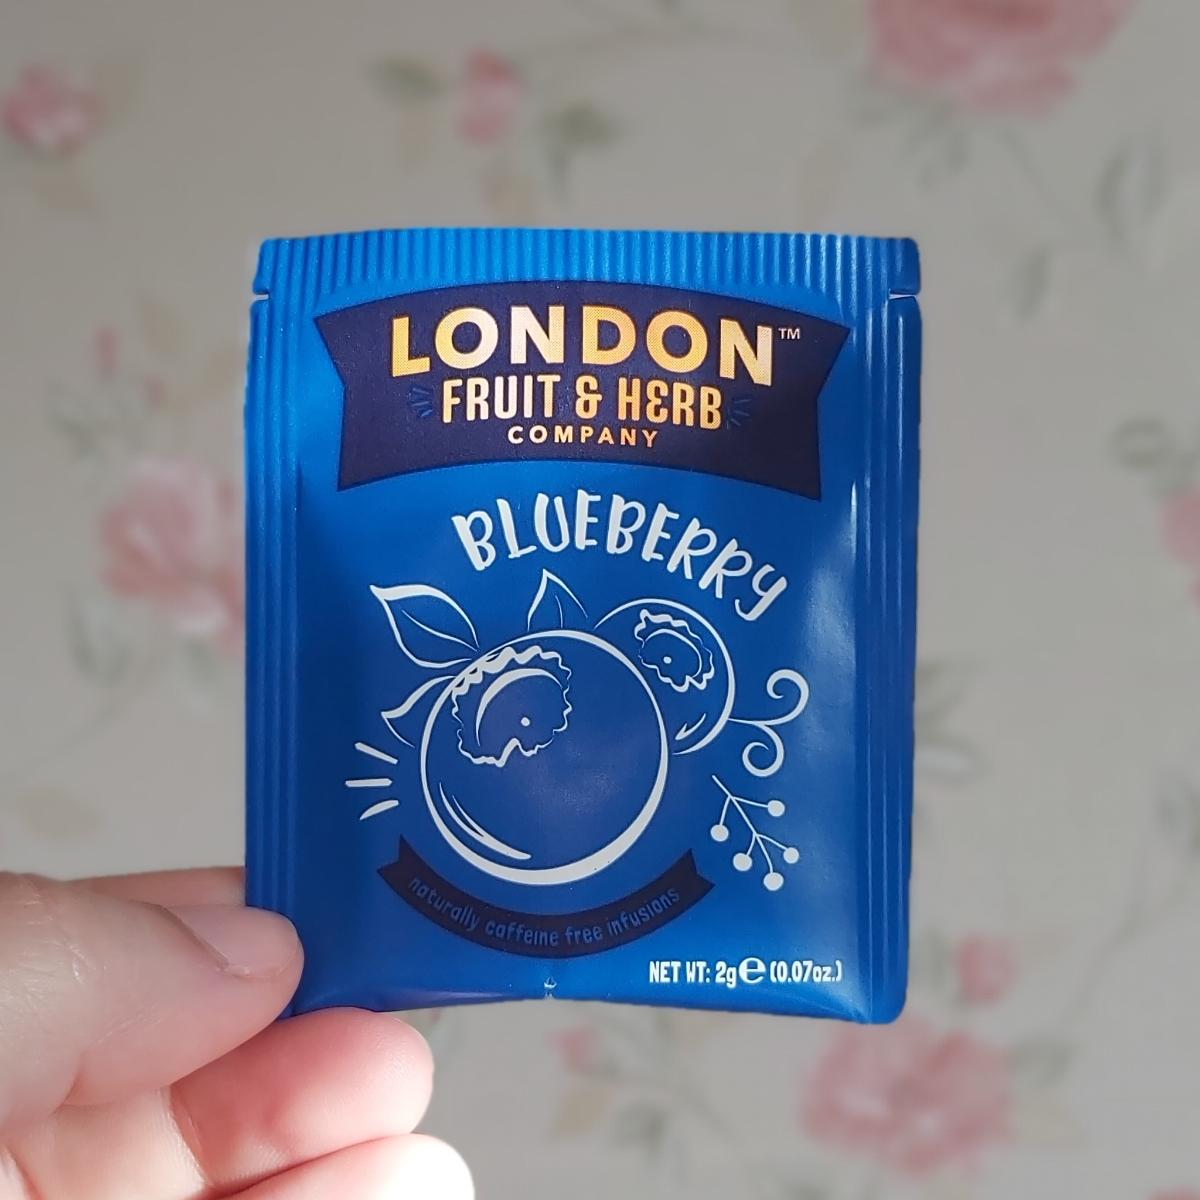 LONDON™
FRUIT & HERB
COMPANY
BLUEBERRY
naturally caffeine free infusions
NET WT: 2g℮ (0.07oz.)